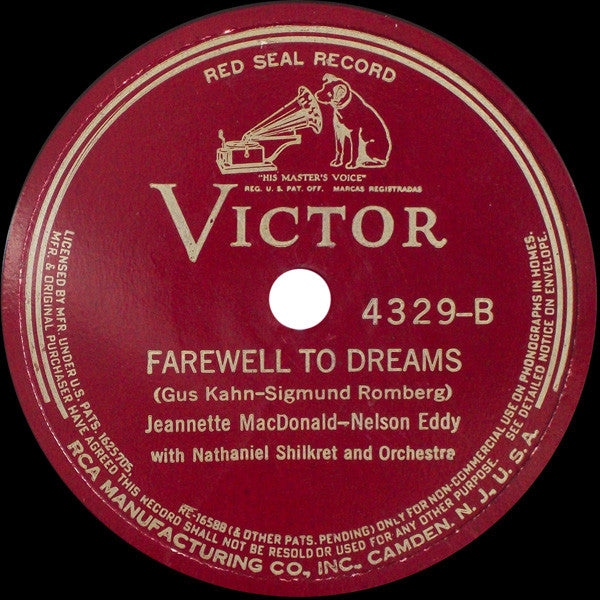 RED SEAL RECORD
"HIS MASTER'S VOICE"
REG. U. S. PAT. OFF. MARCAS REGISTRADAS
VICTOR
4329-B
FAREWELL TO DREAMS
(Gus Kahn-Sigmund Romberg)
Jeannette MacDonald-Nelson Eddy
with Nathaniel Shilkret and Orchestra
LICENSED BY MFR. UNDER U.S. PATS. 1625705, RE-16588 (& OTHER PATS. PENDING) ONLY FOR NON-COMMERCIAL USE ON PHONOGRAPHS IN HOMES.
MFR. & ORIGINAL PURCHASER HAVE AGREED THIS RECORD SHALL NOT BE RESOLD OR USED FOR ANY OTHER PURPOSE. SEE DETAILED NOTICE ON ENVELOPE.
RCA MANUFACTURING CO., INC. CAMDEN. N. J., U. S. A.